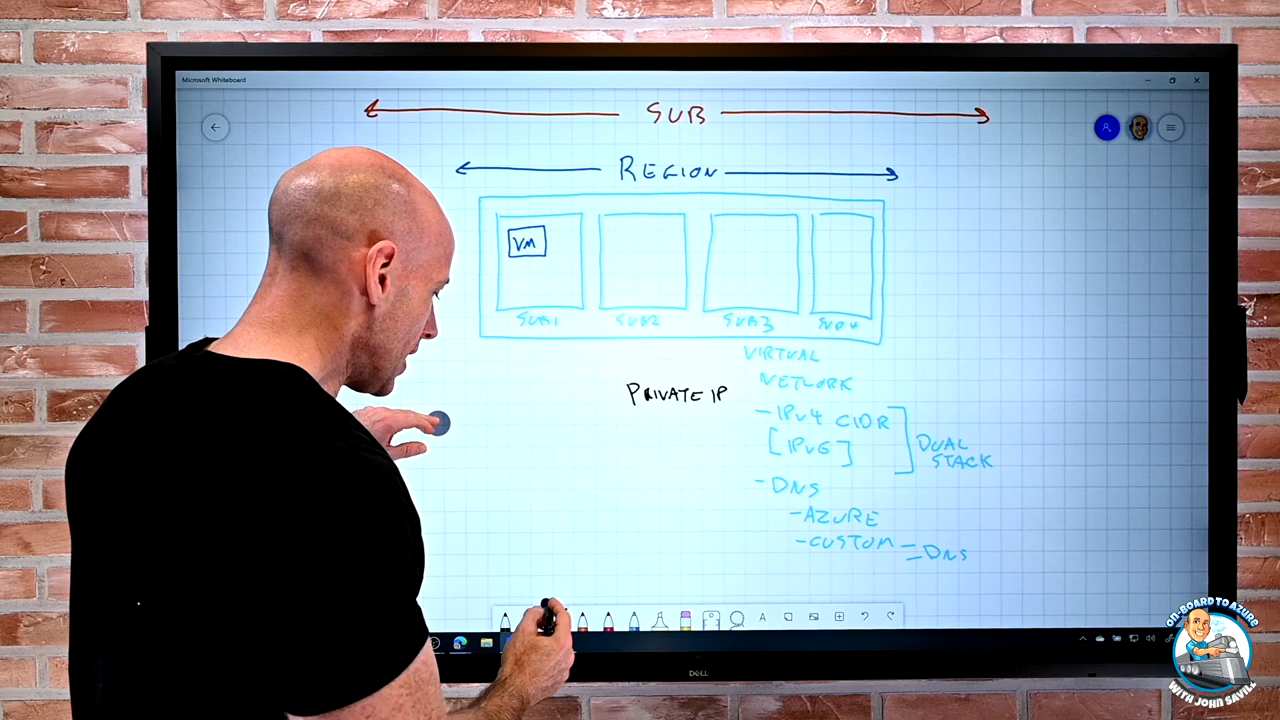 Microsoft Whiteboard
SUB
REGION
VM
SUB1
SUB2
SUB3
SUB4
VIRTUAL
NETWORK
PRIVATE IP
- IPv4 CIDR
[IPv6]
DUAL
STACK
- DNS
- AZURE
- CUSTOM = DNS
DELL
ON-BOARD TO AZURE
WITH JOHN SAVILL